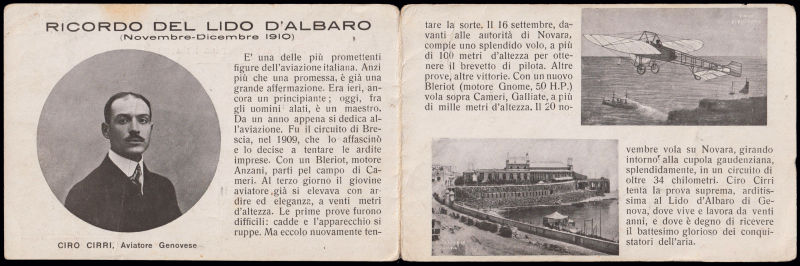 RICORDO DEL LIDO D'ALBARO
(Novembre-Dicembre 1910)
E' una delle più promettenti
figure dell'aviazione italiana. Anzi
più che una promessa, è già una
grande affermazione. Era ieri, an-
cora un principiante; oggi, fra
gli uomini alati, è un maestro.
Da un anno appena si dedica al-
l'aviazione. Fu il circuito di Bre-
scia, nel 1909, che lo affascinò
e lo decise a tentare le ardite
imprese. Con un Bleriot, motore
Anzani, partì pel campo di Ca-
meri. Al terzo giorno il giovine
aviatore, già si elevava con ar-
dire ed eleganza, a venti metri
d'altezza. Le prime prove furono
difficili: cadde e l'apparecchio si
ruppe. Ma eccolo nuovamente ten-
CIRO CIRRI, Aviatore Genovese
tare la sorte. Il 16 settembre, da-
vanti alle autorità di Novara,
compie uno splendido volo, a più
di 100 metri d'altezza per otte-
nere il brevetto di pilota. Altre
prove, altre vittorie. Con un nuovo
Bleriot (motore Gnome, 50 H.P.)
vola sopra Cameri, Galliate, a più
di mille metri d'altezza. Il 20 no-
vembre vola su Novara, girando
intorno alla cupola gaudenziana,
splendidamente, in un circuito di
oltre 34 chilometri. Ciro Cirri
tenta la prova suprema, arditis-
sima al Lido d'Albaro di Ge-
nova, dove vive e lavora da venti
anni, e dove è degno di ricevere
il battesimo glorioso dei conqui-
statori dell'aria.